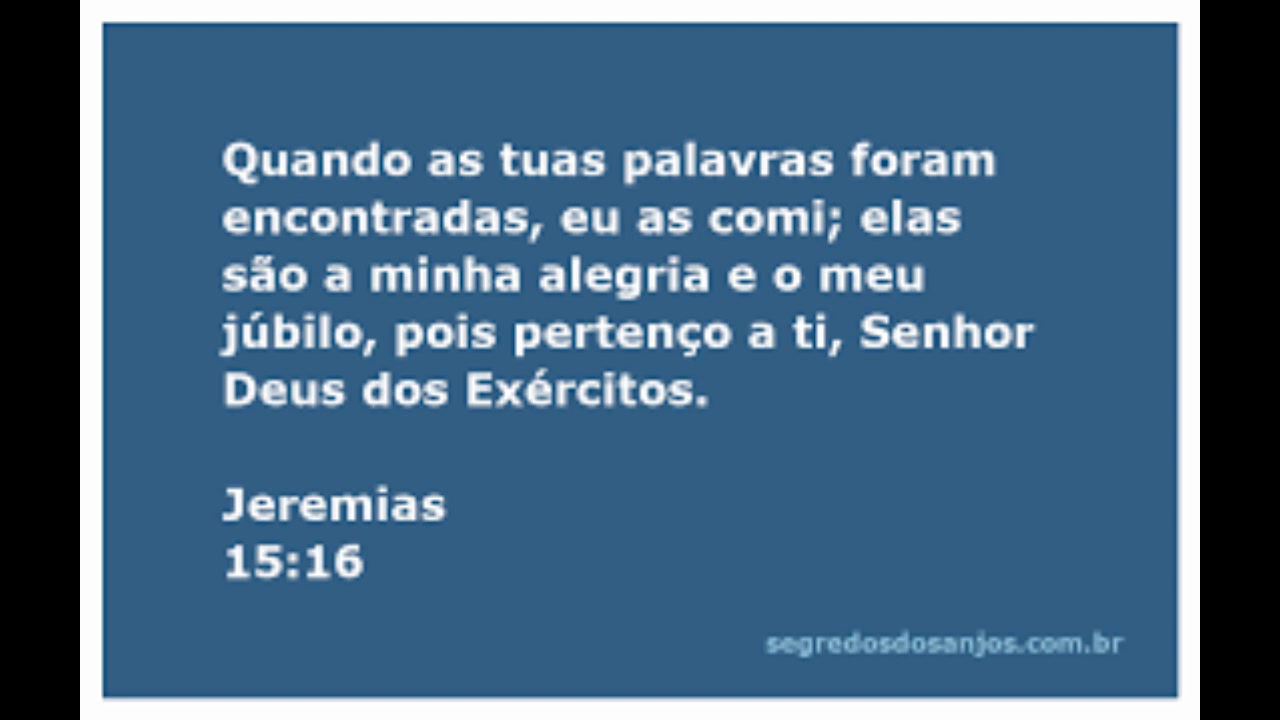 Quando as tuas palavras foram
encontradas, eu as comi; elas
são a minha alegria e o meu
júbilo, pois pertenço a ti, Senhor
Deus dos Exércitos.
Jeremias
15:16
segredosdosanjos.com.br